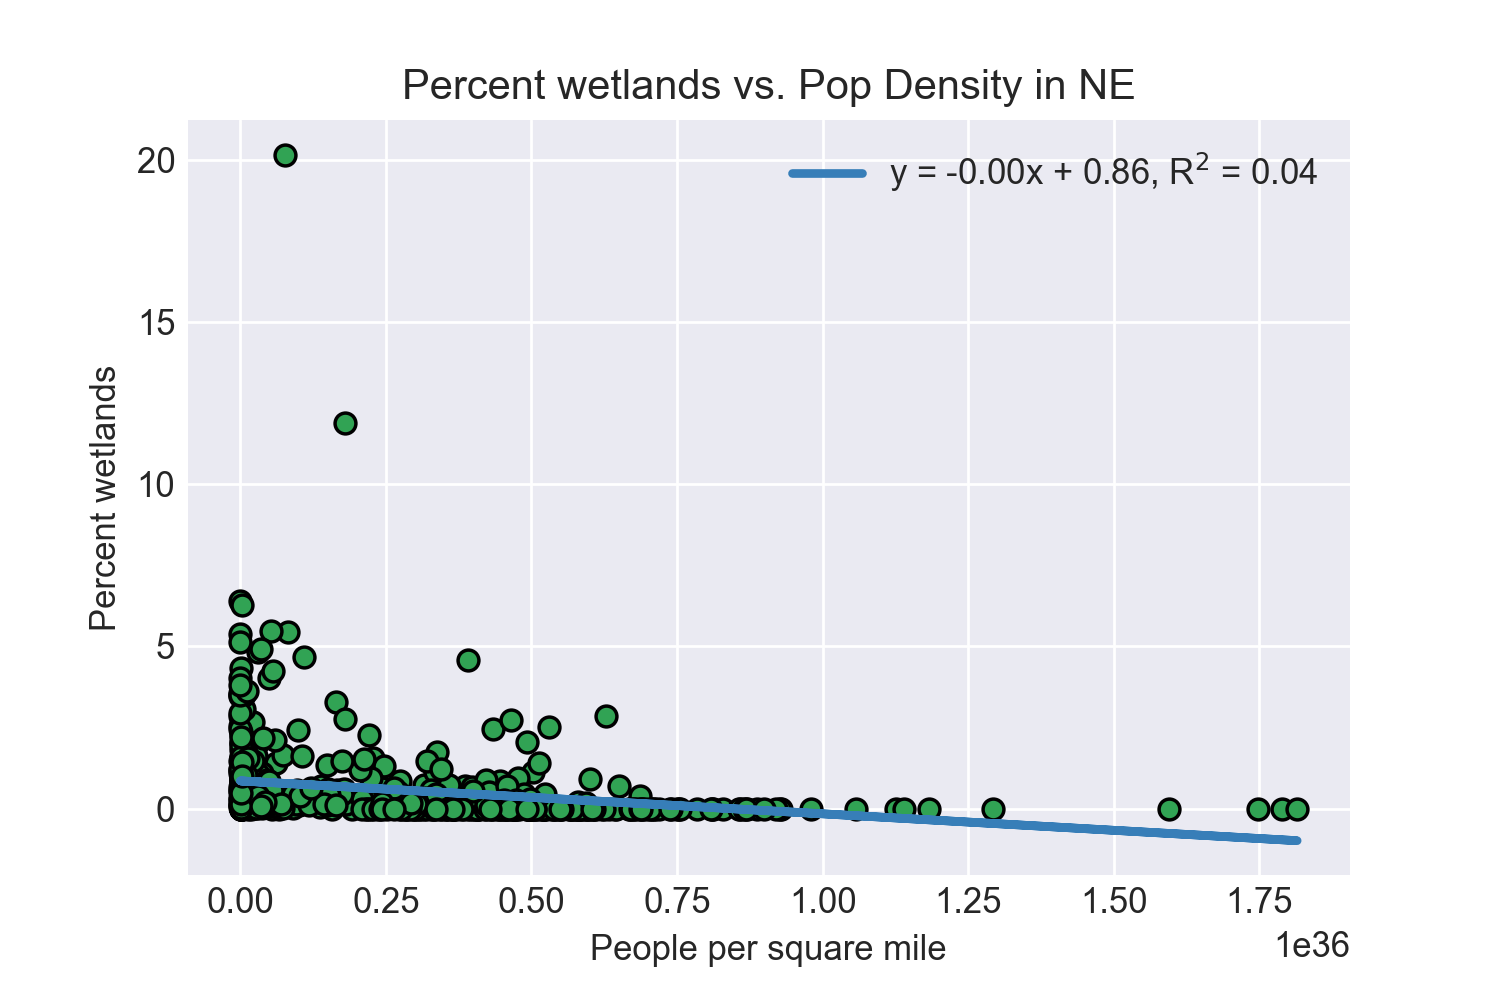 Percent wetlands vs. Pop Density in NE
y = -0.00x + 0.86, R² = 0.04
20
15
10
5
0
Percent wetlands
0.00 0.25 0.50 0.75 1.00 1.25 1.50 1.75
1e36
People per square mile